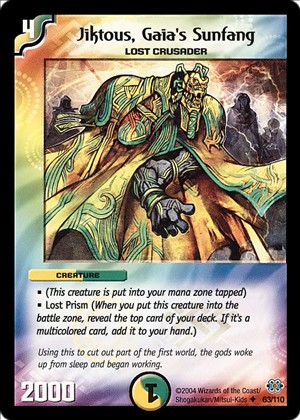 4
Jiktous, Gaia's Sunfang
LOST CRUSADER
CREATURE
▪ (This creature is put into your mana zone tapped)
▪ Lost Prism (When you put this creature into the
battle zone, reveal the top card of your deck. If it's a
multicolored card, add it to your hand.)
Using this to cut out part of the first world, the gods woke
up from sleep and began working.
2000
©2004 Wizards of the Coast/
Shogakukan/Mitsui-Kids ♦ 63/110